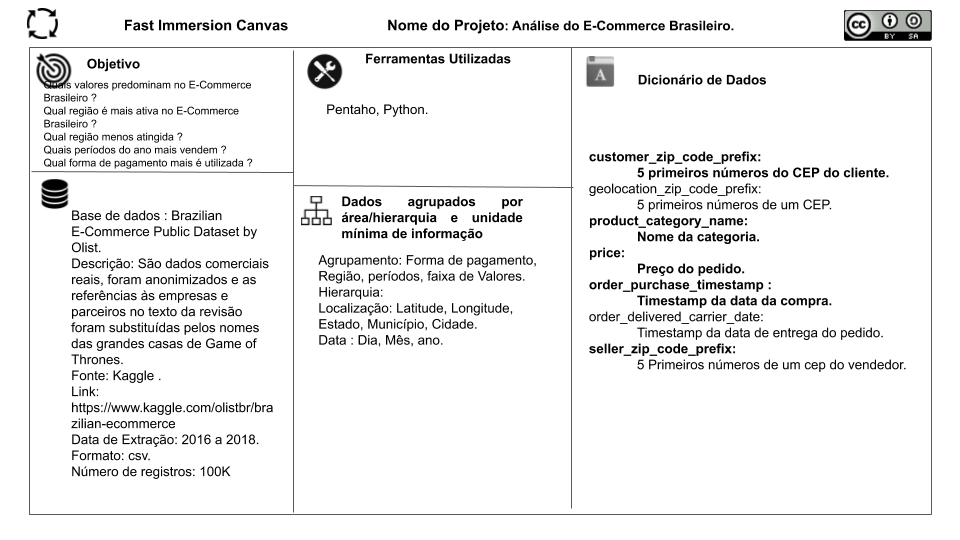 Fast Immersion Canvas
Nome do Projeto: Análise do E-Commerce Brasileiro.
cc
BY SA
Objetivo
Quais valores predominam no E-Commerce
Brasileiro ?
Qual região é mais ativa no E-Commerce
Brasileiro ?
Qual região menos atingida ?
Quais períodos do ano mais vendem ?
Qual forma de pagamento mais é utilizada ?
Base de dados : Brazilian
E-Commerce Public Dataset by
Olist.
Descrição: São dados comerciais
reais, foram anonimizados e as
referências às empresas e
parceiros no texto da revisão
foram substituídas pelos nomes
das grandes casas de Game of
Thrones.
Fonte: Kaggle .
Link:
https://www.kaggle.com/olistbr/bra
zilian-ecommerce
Data de Extração: 2016 a 2018.
Formato: csv.
Número de registros: 100K
Ferramentas Utilizadas
Pentaho, Python.
Dados agrupados por
área/hierarquia e unidade
mínima de informação
Agrupamento: Forma de pagamento,
Região, períodos, faixa de Valores.
Hierarquia:
Localização: Latitude, Longitude,
Estado, Município, Cidade.
Data : Dia, Mês, ano.
A
Dicionário de Dados
customer_zip_code_prefix:
5 primeiros números do CEP do cliente.
geolocation_zip_code_prefix:
5 primeiros números de um CEP.
product_category_name:
Nome da categoria.
price:
Preço do pedido.
order_purchase_timestamp :
Timestamp da data da compra.
order_delivered_carrier_date:
Timestamp da data de entrega do pedido.
seller_zip_code_prefix:
5 Primeiros números de um cep do vendedor.